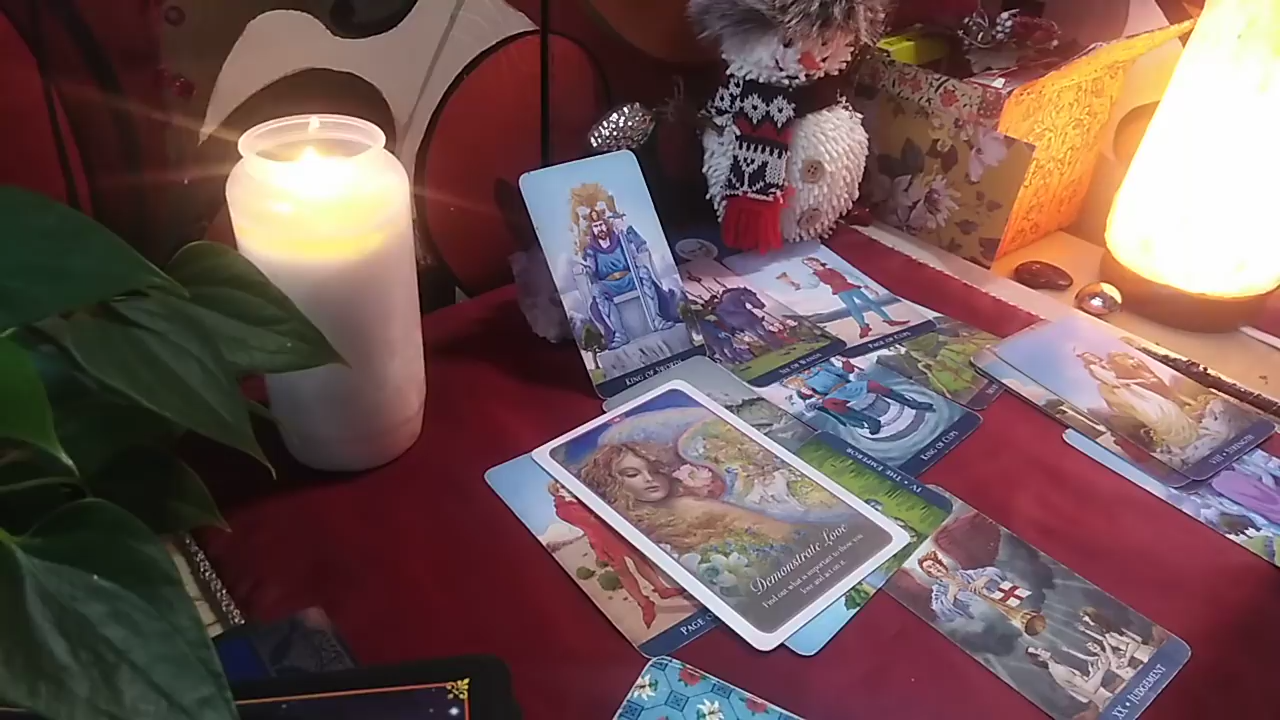 KING OF SWORDS
SIX OF WANDS
PAGE OF CUPS
KING OF CUPS
VIII • STRENGTH
IV • THE EMPEROR
Demonstrate Love
Find out what is important to those you
love and act on it.
PAGE
XX • JUDGEMENT